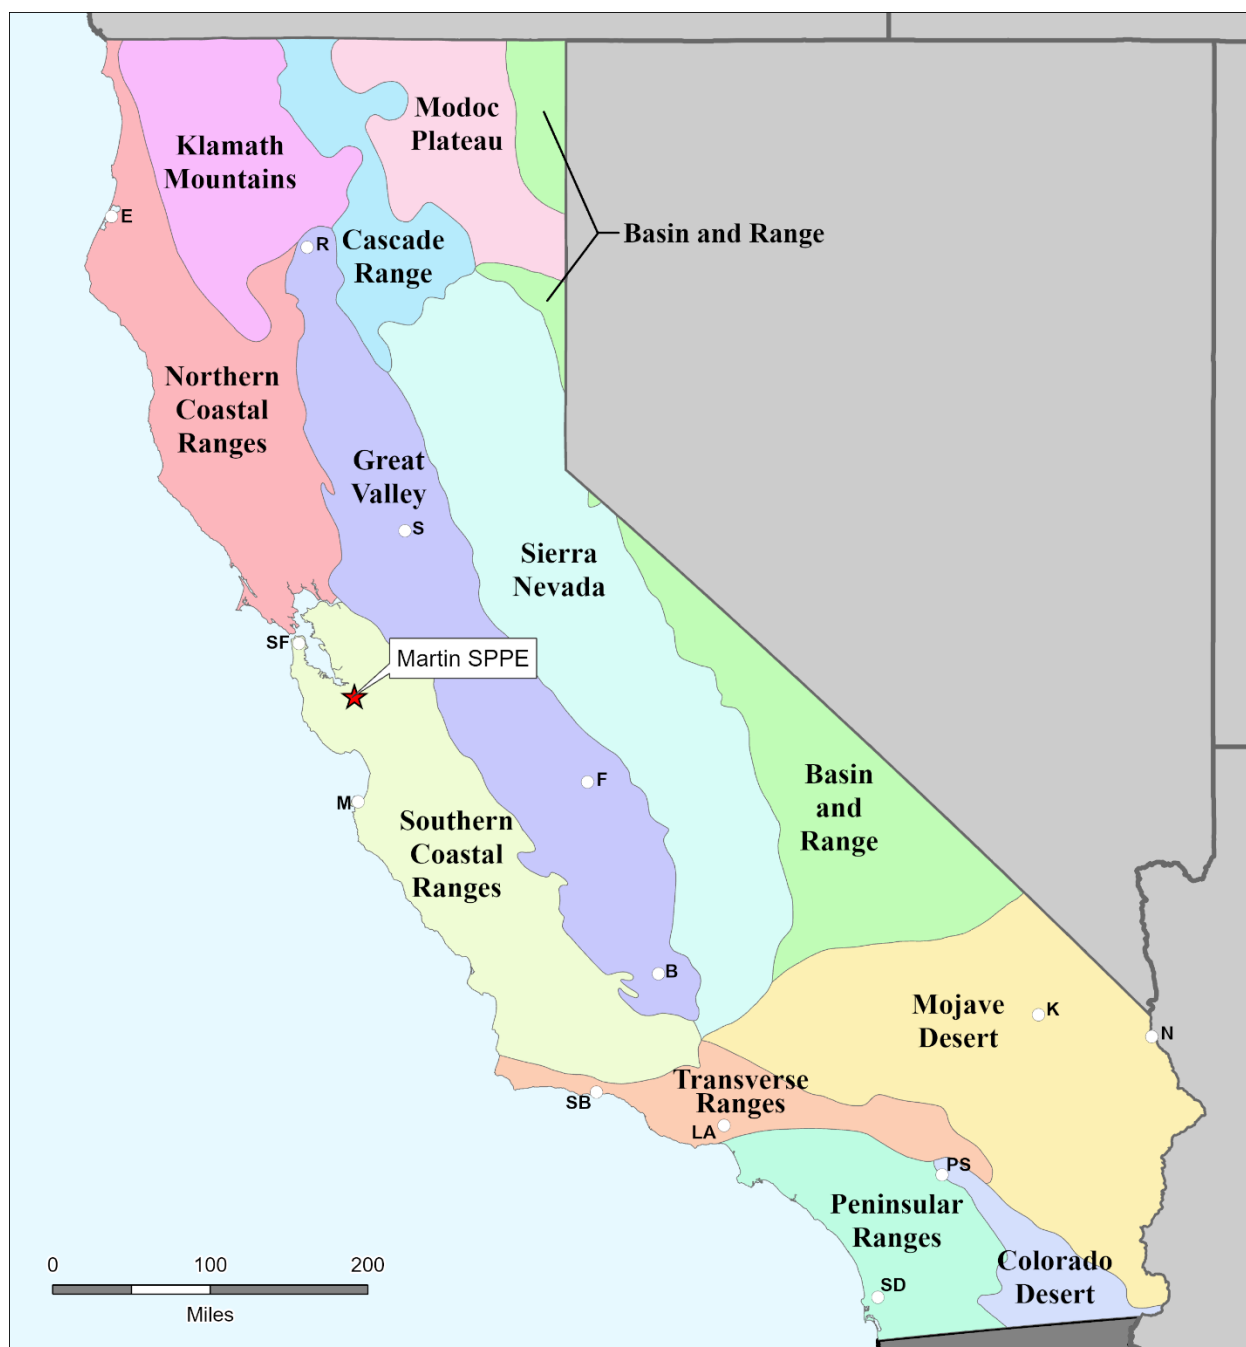 Klamath
Mountains
Modoc
Plateau
E
R
Cascade
Range
Basin and Range
Northern
Coastal
Ranges
Great
Valley
S
Sierra
Nevada
SF
Martin SPPE
M
F
Southern
Coastal
Ranges
Basin
and
Range
B
Mojave
Desert
K
N
Transverse
Ranges
SB
LA
PS
Peninsular
Ranges
Colorado
Desert
SD
0 100 200
Miles